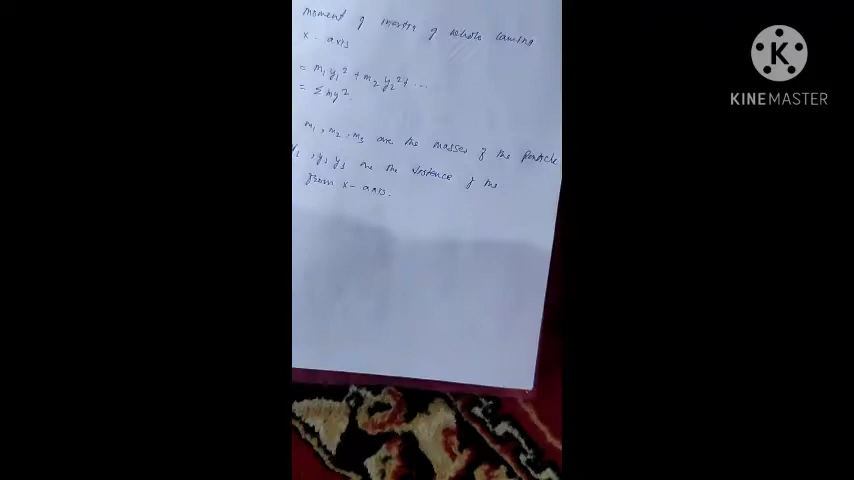 moment of inertia of whole lamina
x - axis
= m₁y₁² + m₂y₂² + ...
= Σmy².
m₁, m₂, m₃ are the masses of the particle
y₁, y₂ y₃ are the distance of the
from x - axis.
KINEMASTER